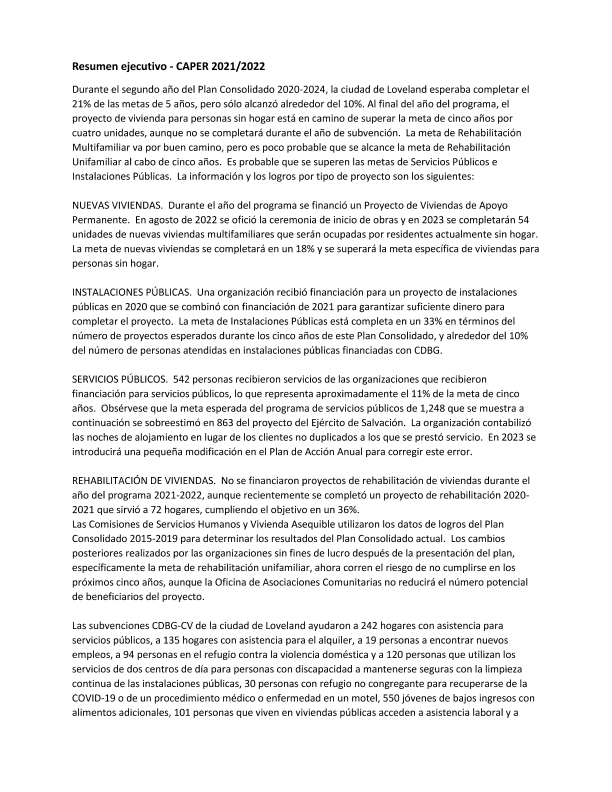 Resumen ejecutivo - CAPER 2021/2022
Durante el segundo año del Plan Consolidado 2020-2024, la ciudad de Loveland esperaba completar el
21% de las metas de 5 años, pero sólo alcanzó alrededor del 10%. Al final del año del programa, el
proyecto de vivienda para personas sin hogar está en camino de superar la meta de cinco años por
cuatro unidades, aunque no se completará durante el año de subvención.  La meta de Rehabilitación
Multifamiliar va por buen camino, pero es poco probable que se alcance la meta de Rehabilitación
Unifamiliar al cabo de cinco años.  Es probable que se superen las metas de Servicios Públicos e
Instalaciones Públicas.  La información y los logros por tipo de proyecto son los siguientes:
NUEVAS VIVIENDAS.  Durante el año del programa se financió un Proyecto de Viviendas de Apoyo
Permanente.  En agosto de 2022 se ofició la ceremonia de inicio de obras y en 2023 se completarán 54
unidades de nuevas viviendas multifamiliares que serán ocupadas por residentes actualmente sin hogar.
La meta de nuevas viviendas se completará en un 18% y se superará la meta específica de viviendas para
personas sin hogar.
INSTALACIONES PÚBLICAS.  Una organización recibió financiación para un proyecto de instalaciones
públicas en 2020 que se combinó con financiación de 2021 para garantizar suficiente dinero para
completar el proyecto.  La meta de Instalaciones Públicas está completa en un 33% en términos del
número de proyectos esperados durante los cinco años de este Plan Consolidado, y alrededor del 10%
del número de personas atendidas en instalaciones públicas financiadas con CDBG.
SERVICIOS PÚBLICOS.  542 personas recibieron servicios de las organizaciones que recibieron
financiación para servicios públicos, lo que representa aproximadamente el 11% de la meta de cinco
años.  Obsérvese que la meta esperada del programa de servicios públicos de 1,248 que se muestra a
continuación se sobreestimó en 863 del proyecto del Ejército de Salvación.  La organización contabilizó
las noches de alojamiento en lugar de los clientes no duplicados a los que se prestó servicio.  En 2023 se
introducirá una pequeña modificación en el Plan de Acción Anual para corregir este error.
REHABILITACIÓN DE VIVIENDAS.  No se financiaron proyectos de rehabilitación de viviendas durante el
año del programa 2021-2022, aunque recientemente se completó un proyecto de rehabilitación 2020-
2021 que sirvió a 72 hogares, cumpliendo el objetivo en un 36%.
Las Comisiones de Servicios Humanos y Vivienda Asequible utilizaron los datos de logros del Plan
Consolidado 2015-2019 para determinar los resultados del Plan Consolidado actual.  Los cambios
posteriores realizados por las organizaciones sin fines de lucro después de la presentación del plan,
específicamente la meta de rehabilitación unifamiliar, ahora corren el riesgo de no cumplirse en los
próximos cinco años, aunque la Oficina de Asociaciones Comunitarias no reducirá el número potencial
de beneficiarios del proyecto.
Las subvenciones CDBG-CV de la ciudad de Loveland ayudaron a 242 hogares con asistencia para
servicios públicos, a 135 hogares con asistencia para el alquiler, a 19 personas a encontrar nuevos
empleos, a 94 personas en el refugio contra la violencia doméstica y a 120 personas que utilizan los
servicios de dos centros de día para personas con discapacidad a mantenerse seguras con la limpieza
continua de las instalaciones públicas, 30 personas con refugio no congregante para recuperarse de la
COVID-19 o de un procedimiento médico o enfermedad en un motel, 550 jóvenes de bajos ingresos con
alimentos adicionales, 101 personas que viven en viviendas públicas acceden a asistencia laboral y a